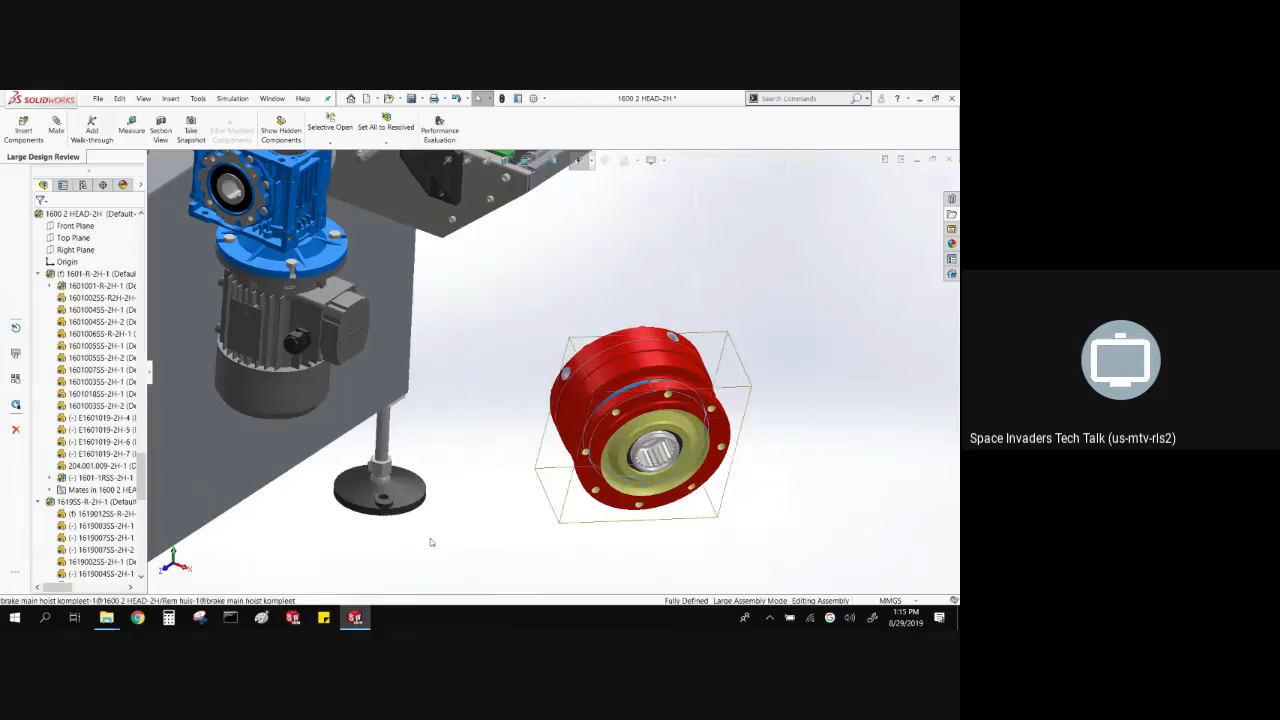 SOLIDWORKS File Edit View Insert Tools Simulation Window Help 1600 2 HEAD-2H * Search Commands
Insert Components
Mate
Add Walk-through
Measure
Section View
Take Snapshot
Filter Modified Components
Show Hidden Components
Selective Open
Set All to Resolved
Performance Evaluation
Large Design Review
1600 2 HEAD-2H (Default-
Front Plane
Top Plane
Right Plane
Origin
(f) 1601-R-2H-1 (Defaul
1601001-R-2H-1 (De
1601002SS-R2H-2H-
1601004SS-2H-1 (De
1601004SS-2H-2 (De
1601006SS-R-2H-1 (
1601005SS-2H-1 (De
1601005SS-2H-2 (De
1601007SS-2H-1 (De
1601003SS-2H-1 (De
1601018SS-2H-1 (De
1601003SS-2H-2 (De
(-) E1601019-2H-4 (
(-) E1601019-2H-5 (
(-) E1601019-2H-6 (
(-) E1601019-2H-7 (
204.001.009-2H-1 (D
(-) 1601-1RSS-2H-1
Mates in 1600 2 HEA
1619SS-R-2H-1 (Default
(f) 1619012SS-R-2H-
(-) 1619003SS-2H-1
(-) 1619007SS-2H-1
(-) 1619007SS-2H-2
1619002SS-2H-1 (D
(-) 1619004SS-2H-1
Y
Z X
brake main hoist kompleet-1@1600 2 HEAD-2H/Rem huis-1@brake main hoist kompleet Fully Defined Large Assembly Mode Editing Assembly MMGS
1:15 PM
8/29/2019
Space Invaders Tech Talk (us-mtv-rls2)